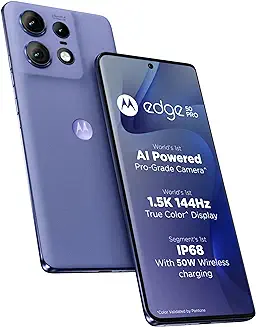 edge 50
PRO
World's 1st
AI Powered
Pro-Grade Camera*
World's 1st
1.5K 144Hz
True Color* Display
Segment's 1st
IP68
With 50W Wireless
charging
*Color Validated by Pantone